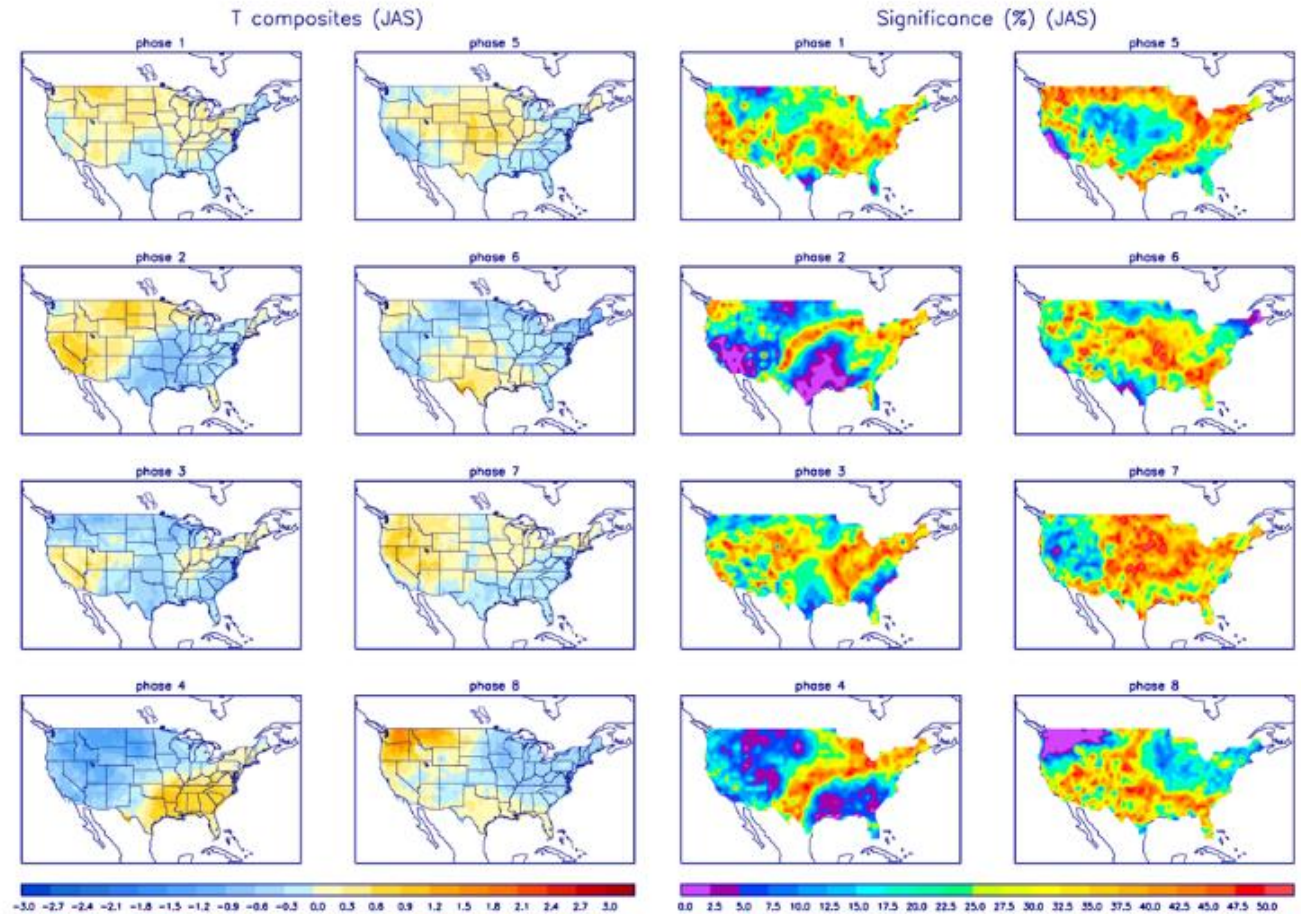 T composites (JAS) Significance (%) (JAS)
phase 1 phase 5 phase 1 phase 5
phase 2 phase 6 phase 2 phase 6
phase 3 phase 7 phase 3 phase 7
phase 4 phase 8 phase 4 phase 8
-3.0 -2.7 -2.4 -2.1 -1.8 -1.5 -1.2 -0.9 -0.6 -0.3 0.0 0.3 0.6 0.9 1.2 1.5 1.8 2.1 2.4 2.7 3.0 0.0 2.5 5.0 7.5 10.0 12.5 15.0 17.5 20.0 22.5 25.0 27.5 30.0 32.5 35.0 37.5 40.0 42.5 45.0 47.5 50.0